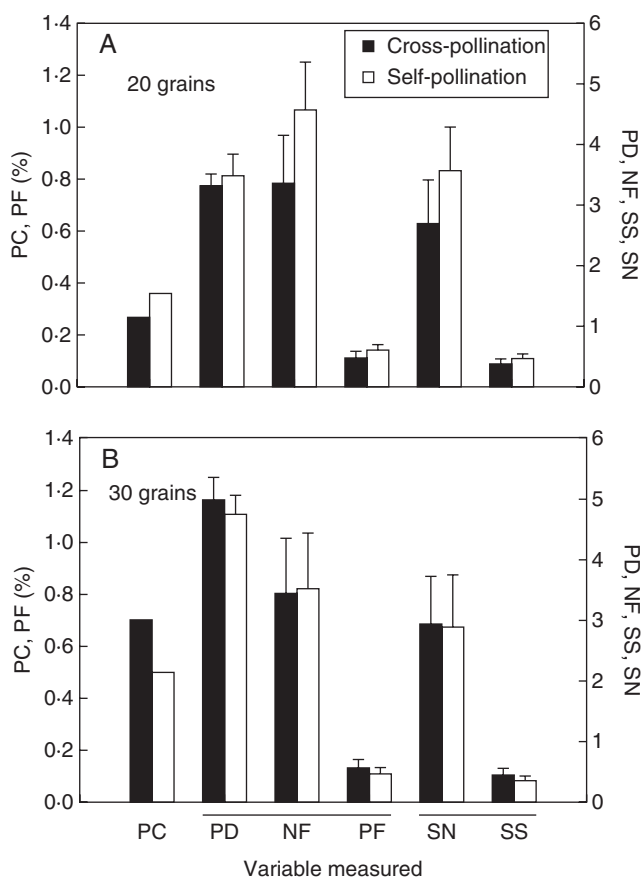 A
20 grains
Cross-pollination
Self-pollination
1·4
1·2
1·0
0·8
0·6
0·4
0·2
0·0
PC, PF (%)
6
5
4
3
2
1
0
PD, NF, SS, SN
B
30 grains
1·4
1·2
1·0
0·8
0·6
0·4
0·2
0·0
PC, PF (%)
6
5
4
3
2
1
0
PD, NF, SS, SN
PC PD NF PF SN SS
Variable measured